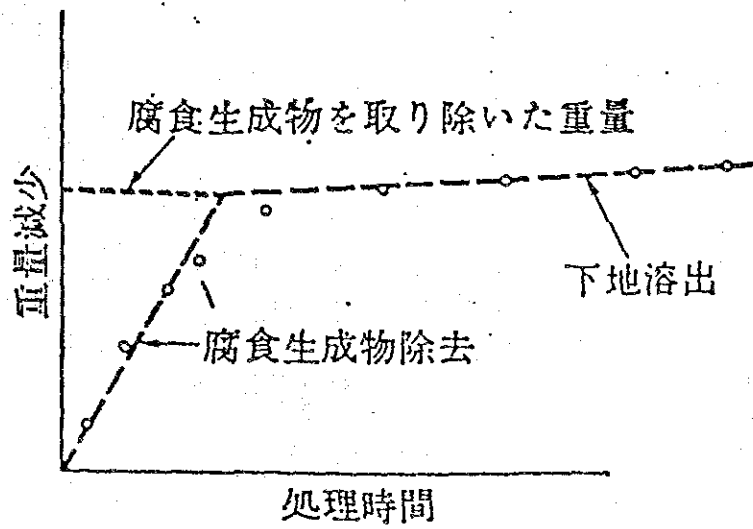 腐食生成物を取り除いた重量
重量減少
下地溶出
腐食生成物除去
処理時間